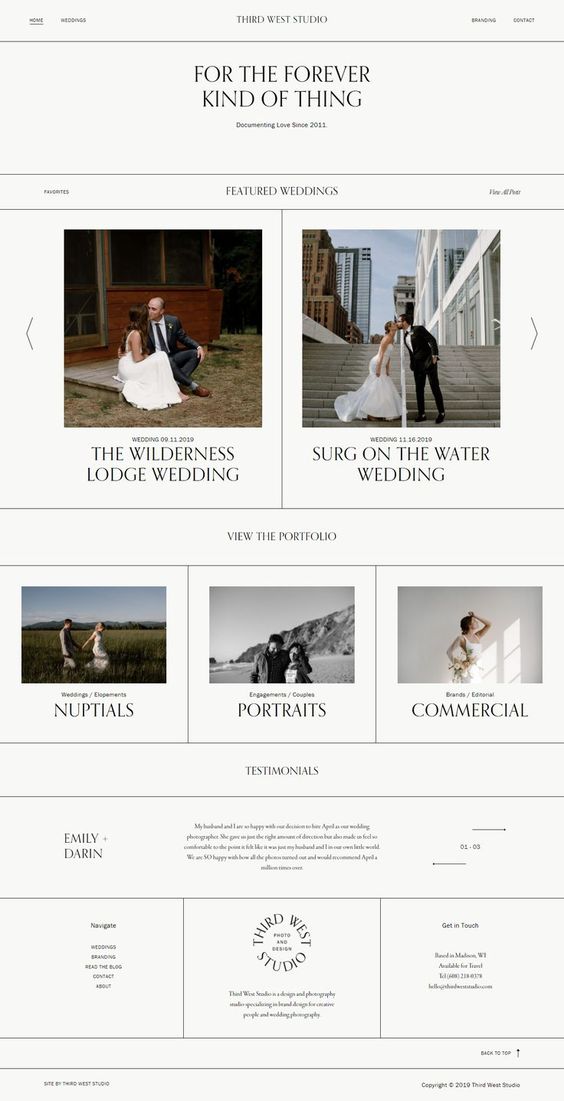 HOME
WEDDINGS
THIRD WEST STUDIO
BRANDING
CONTACT
FOR THE FOREVER
KIND OF THING
Documenting Love Since 2011.
FAVORITES
FEATURED WEDDINGS
View All Posts
WEDDING 09.11.2019
THE WILDERNESS
LODGE WEDDING
WEDDING 11.16.2019
SURG ON THE WATER
WEDDING
VIEW THE PORTFOLIO
Weddings / Elopements
NUPTIALS
Engagements / Couples
PORTRAITS
Brands / Editorial
COMMERCIAL
TESTIMONIALS
EMILY +
DARIN
My husband and I are so happy with our decision to hire April as our wedding
photographer. She gave us just the right amount of direction but also made us feel so
comfortable to the point it felt like it was just my husband and I in our own little world.
We are SO happy with how all the photos turned out and would recommend April a
million times over.
01 - 03
Navigate
WEDDINGS
BRANDING
READ THE BLOG
CONTACT
ABOUT
THIRD WEST
PHOTO
AND
DESIGN
STUDIO
Third West Studio is a design and photography
studio specializing in brand design for creative
people and wedding photography.
Get in Touch
Based in Madison, WI
Available for Travel
Tel (608) 218-0378
hello@thirdweststudio.com
BACK TO TOP
SITE BY THIRD WEST STUDIO
Copyright © 2019 Third West Studio